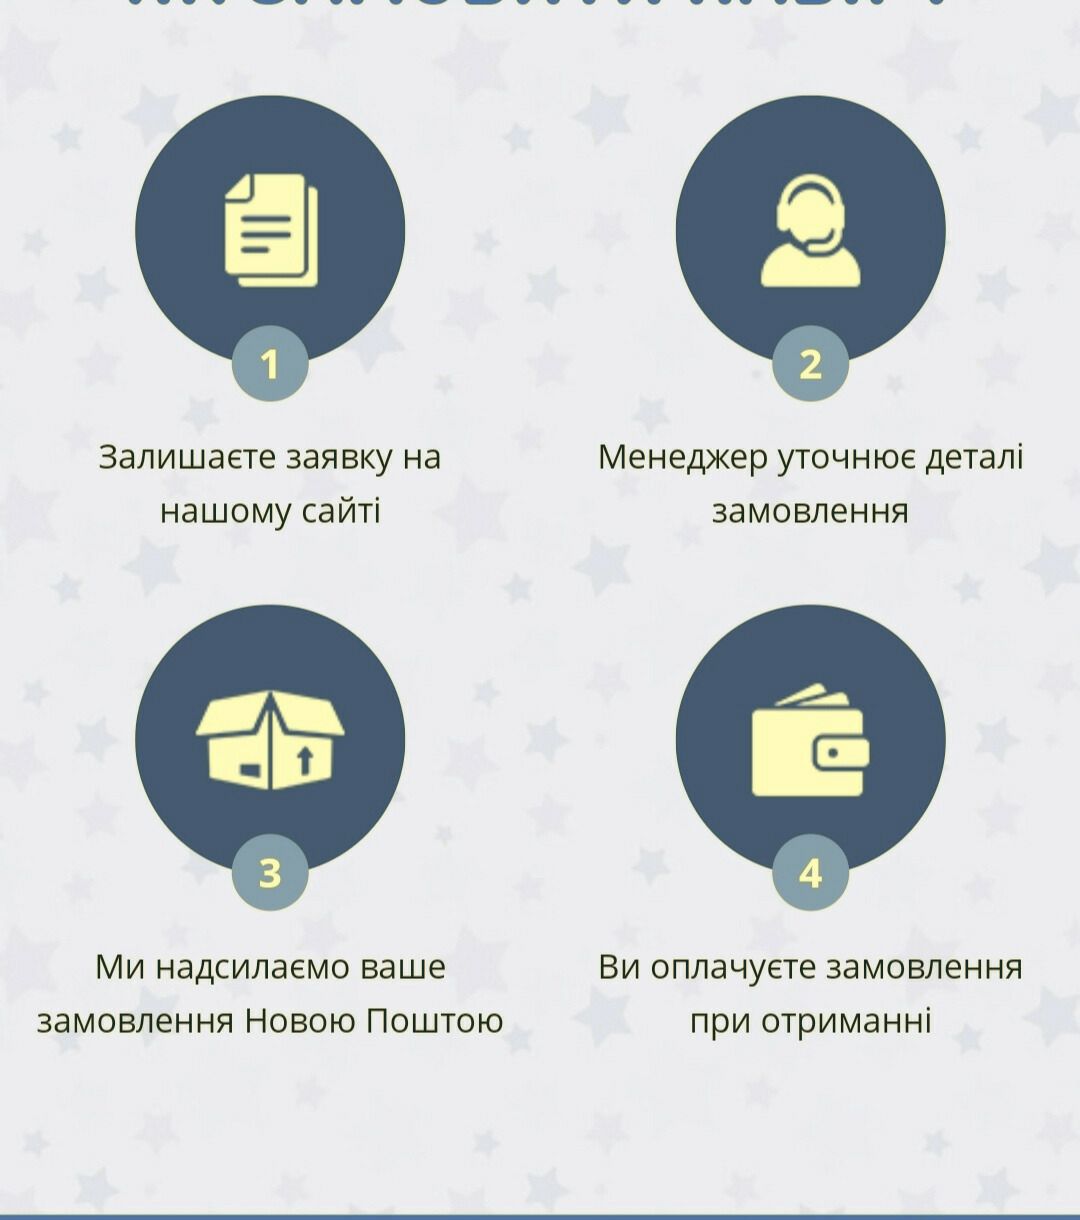 1
2
Залишаєте заявку на
нашому сайті
Менеджер уточнює деталі
замовлення
3
4
Ми надсилаємо ваше
замовлення Новою Поштою
Ви оплачуєте замовлення
при отриманні